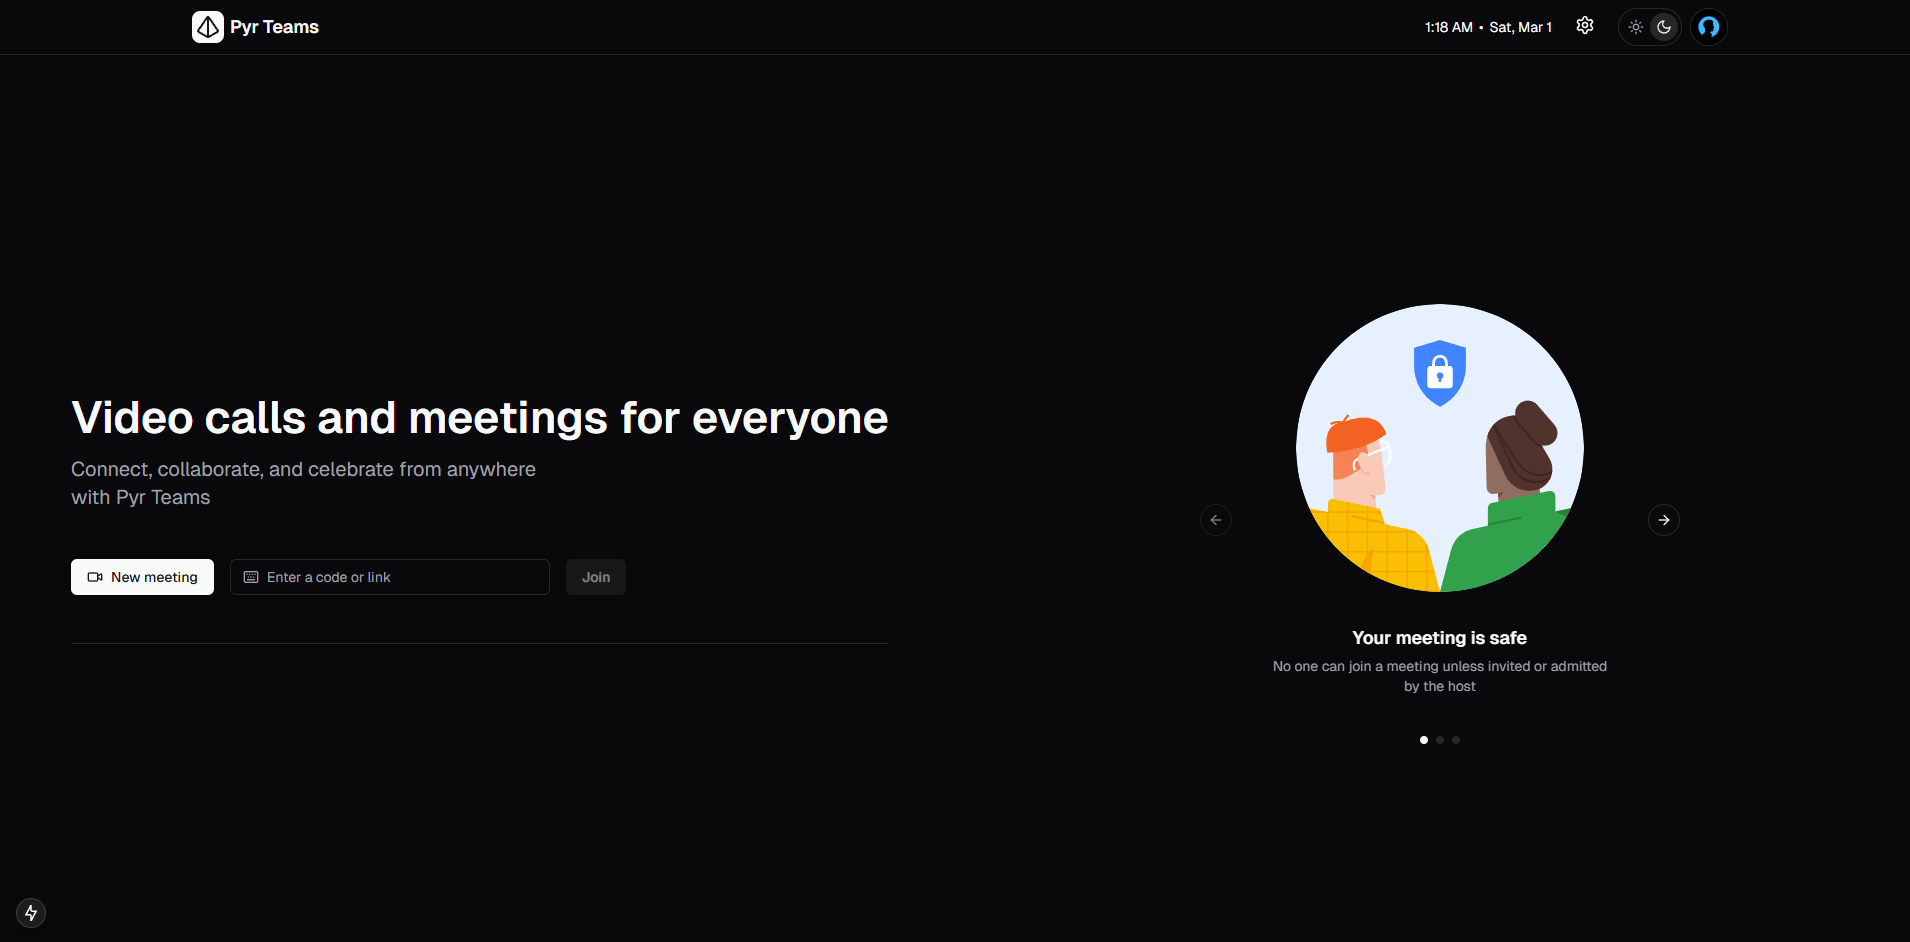 Pyr Teams
1:18 AM • Sat, Mar 1
Video calls and meetings for everyone
Connect, collaborate, and celebrate from anywhere
with Pyr Teams
New meeting
Enter a code or link
Join
Your meeting is safe
No one can join a meeting unless invited or admitted
by the host